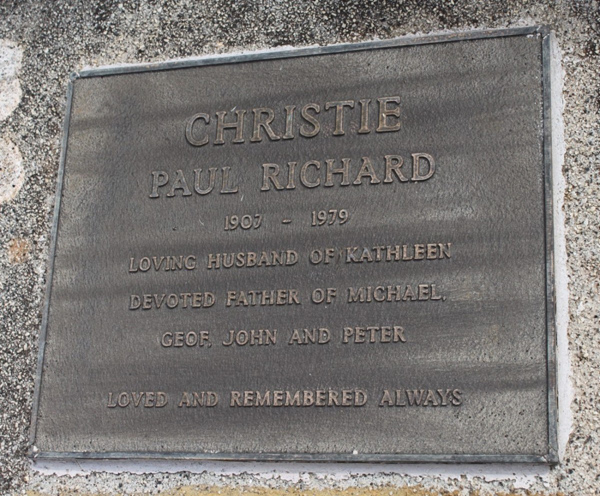 CHRISTIE
PAUL RICHARD
1907 - 1979
LOVING HUSBAND OF KATHLEEN
DEVOTED FATHER OF MICHAEL,
GEOF, JOHN AND PETER
LOVED AND REMEMBERED ALWAYS